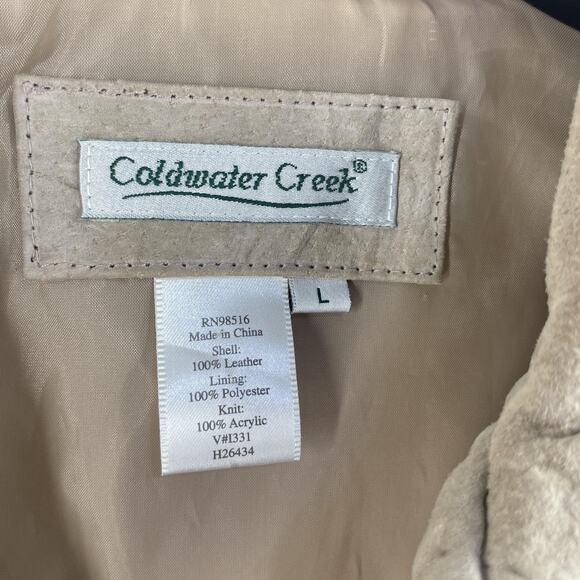 Coldwater Creek®
L
RN98516
Made in China
Shell:
100% Leather
Lining:
100% Polyester
Knit:
100% Acrylic
V#I331
H26434